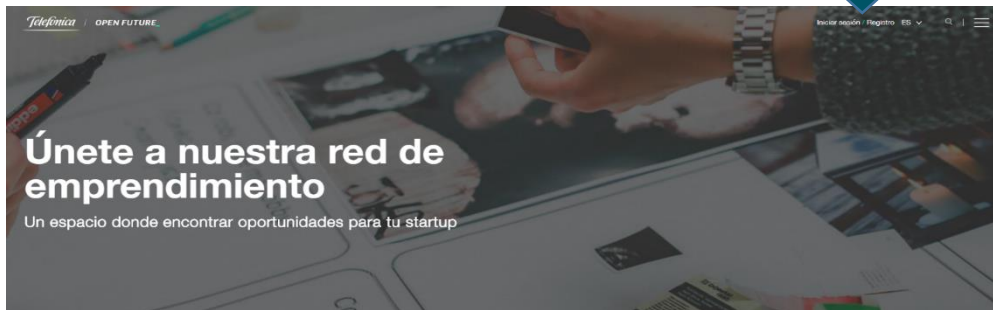 Telefónica / OPEN FUTURE_
Iniciar sesión / Registro ES
Únete a nuestra red de
emprendimiento
Un espacio donde encontrar oportunidades para tu startup